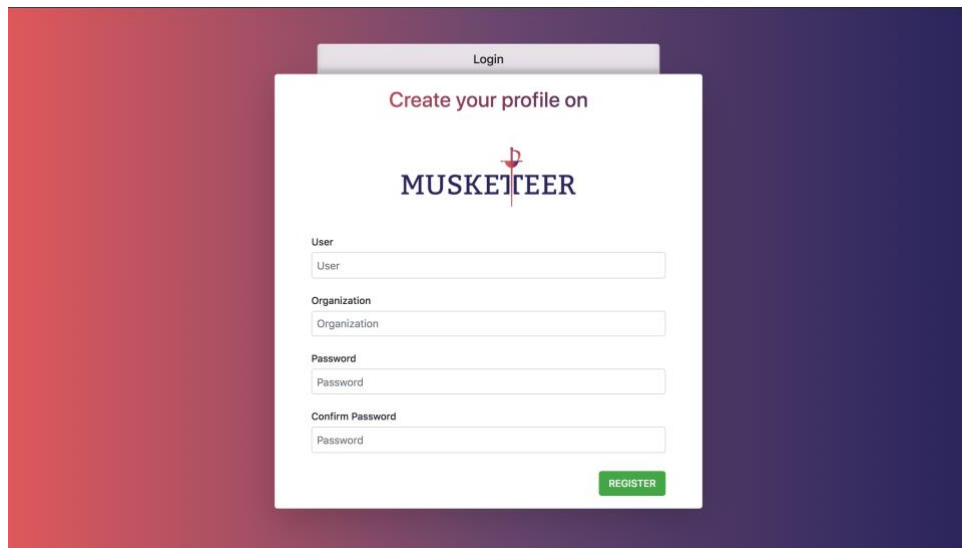 Login
Create your profile on
MUSKETEER
User
User
Organization
Organization
Password
Password
Confirm Password
Password
REGISTER